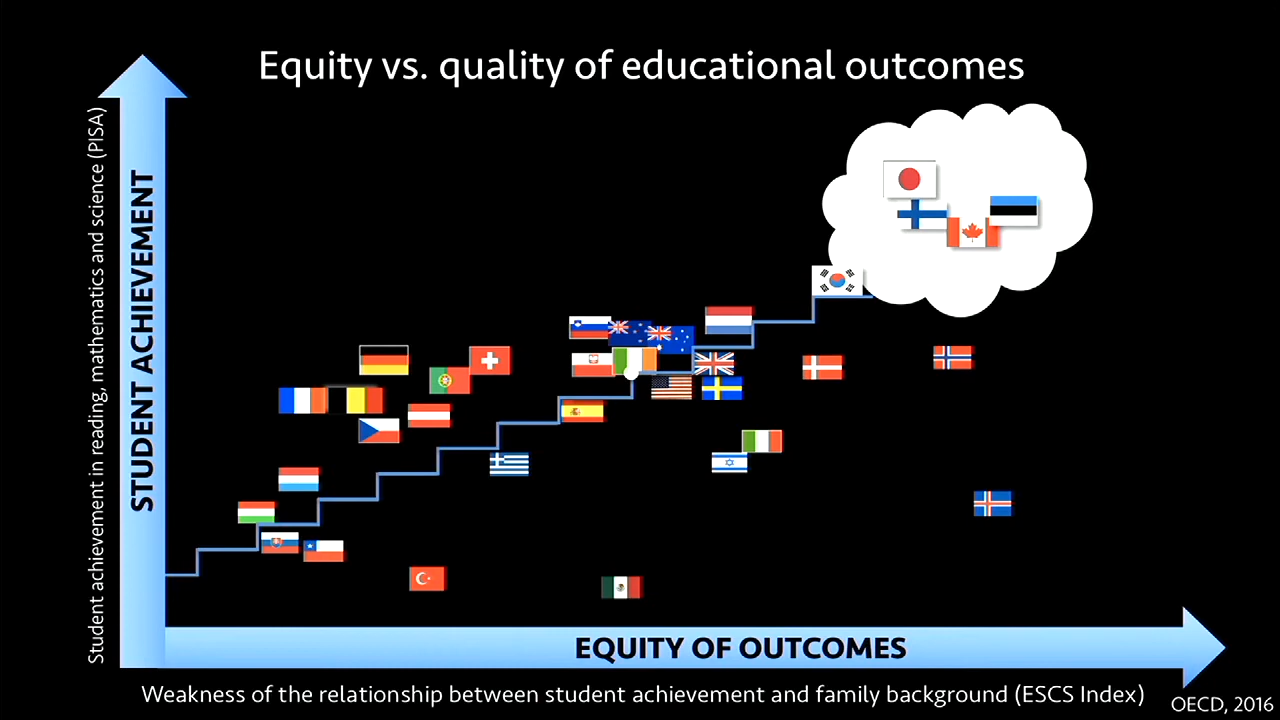 Equity vs. quality of educational outcomes
Student achievement in reading, mathematics and science (PISA)
STUDENT ACHIEVEMENT
EQUITY OF OUTCOMES
Weakness of the relationship between student achievement and family background (ESCS Index)
OECD, 2016